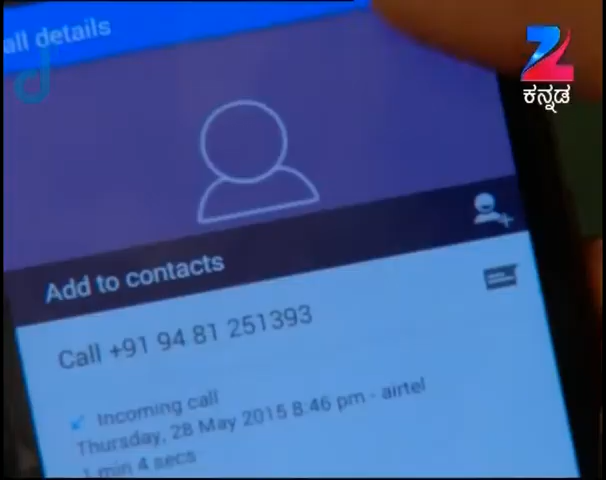 all details
ಕನ್ನಡ
Add to contacts
Call +91 94 81 251393
Incoming call
Thursday, 28 May 2015 8:46 pm - airtel
1 min 4 secs